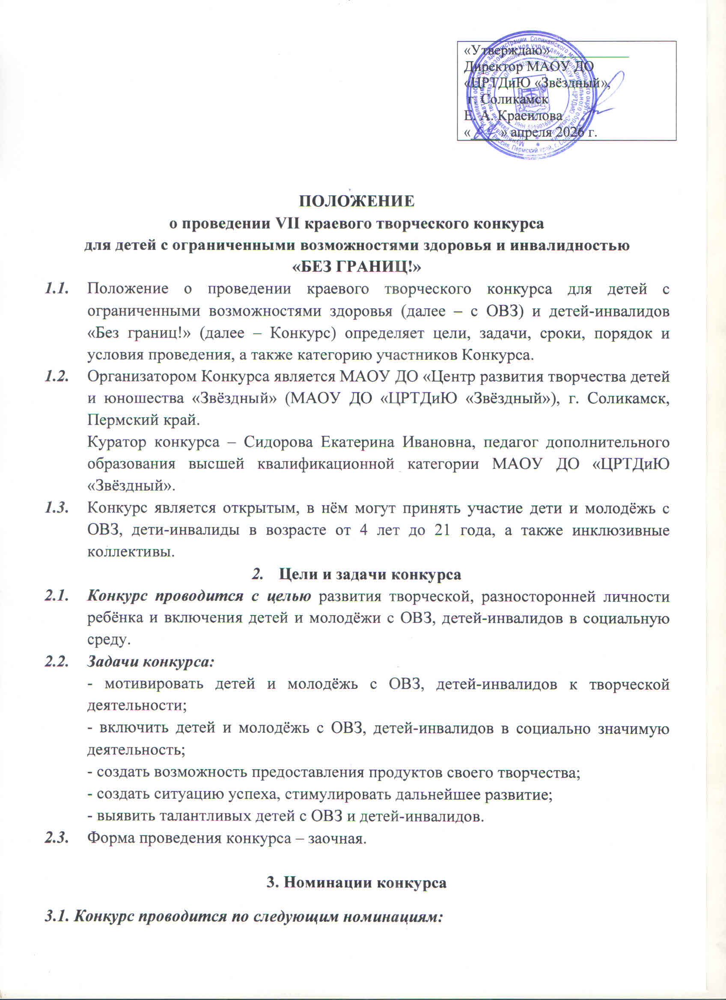 «Утверждаю»
Директор МАОУ ДО
«ЦРТДиЮ «Звёздный»,
г. Соликамск
Е. А. Красилова
«____» апреля 2026 г.
ПОЛОЖЕНИЕ
о проведении VII краевого творческого конкурса
для детей с ограниченными возможностями здоровья и инвалидностью
«БЕЗ ГРАНИЦ!»
1.1. Положение о проведении краевого творческого конкурса для детей с
ограниченными возможностями здоровья (далее – с ОВЗ) и детей-инвалидов
«Без границ!» (далее – Конкурс) определяет цели, задачи, сроки, порядок и
условия проведения, а также категорию участников Конкурса.
1.2. Организатором Конкурса является МАОУ ДО «Центр развития творчества детей
и юношества «Звёздный» (МАОУ ДО «ЦРТДиЮ «Звёздный»), г. Соликамск,
Пермский край.
Куратор конкурса – Сидорова Екатерина Ивановна, педагог дополнительного
образования высшей квалификационной категории МАОУ ДО «ЦРТДиЮ
«Звёздный».
1.3. Конкурс является открытым, в нём могут принять участие дети и молодёжь с
ОВЗ, дети-инвалиды в возрасте от 4 лет до 21 года, а также инклюзивные
коллективы.
2. Цели и задачи конкурса
2.1. Конкурс проводится с целью развития творческой, разносторонней личности
ребёнка и включения детей и молодёжи с ОВЗ, детей-инвалидов в социальную
среду.
2.2. Задачи конкурса:
- мотивировать детей и молодёжь с ОВЗ, детей-инвалидов к творческой
деятельности;
- включить детей и молодёжь с ОВЗ, детей-инвалидов в социально значимую
деятельность;
- создать возможность предоставления продуктов своего творчества;
- создать ситуацию успеха, стимулировать дальнейшее развитие;
- выявить талантливых детей с ОВЗ и детей-инвалидов.
2.3. Форма проведения конкурса – заочная.
3. Номинации конкурса
3.1. Конкурс проводится по следующим номинациям: